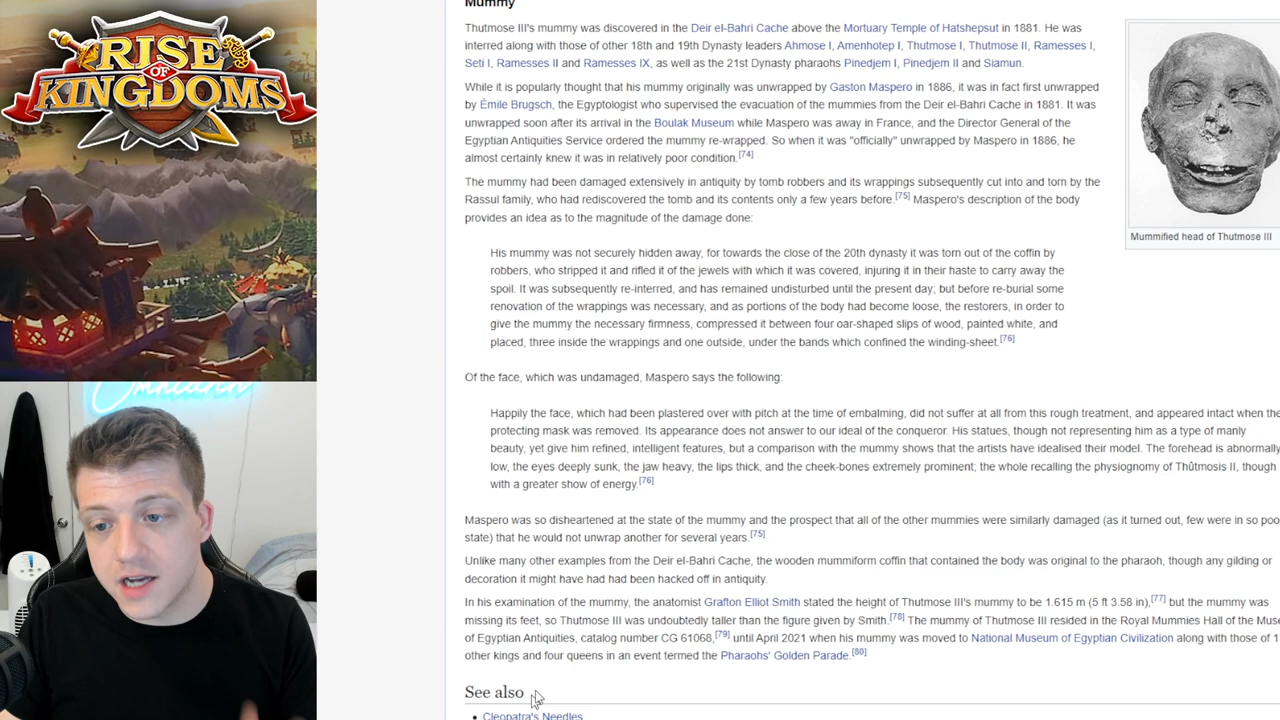 RISE
OF
KINGDOMS
Omniarch
Mummy
Thutmose III's mummy was discovered in the Deir el-Bahri Cache above the Mortuary Temple of Hatshepsut in 1881. He was
interred along with those of other 18th and 19th Dynasty leaders Ahmose I, Amenhotep I, Thutmose I, Thutmose II, Ramesses I,
Seti I, Ramesses II and Ramesses IX, as well as the 21st Dynasty pharaohs Pinedjem I, Pinedjem II and Siamun.
While it is popularly thought that his mummy originally was unwrapped by Gaston Maspero in 1886, it was in fact first unwrapped
by Émile Brugsch, the Egyptologist who supervised the evacuation of the mummies from the Deir el-Bahri Cache in 1881. It was
unwrapped soon after its arrival in the Boulak Museum while Maspero was away in France, and the Director General of the
Egyptian Antiquities Service ordered the mummy re-wrapped. So when it was "officially" unwrapped by Maspero in 1886, he
almost certainly knew it was in relatively poor condition.[74]
The mummy had been damaged extensively in antiquity by tomb robbers and its wrappings subsequently cut into and torn by the
Rassul family, who had rediscovered the tomb and its contents only a few years before.[75] Maspero's description of the body
provides an idea as to the magnitude of the damage done:
His mummy was not securely hidden away, for towards the close of the 20th dynasty it was torn out of the coffin by
robbers, who stripped it and rifled it of the jewels with which it was covered, injuring it in their haste to carry away the
spoil. It was subsequently re-interred, and has remained undisturbed until the present day; but before re-burial some
renovation of the wrappings was necessary, and as portions of the body had become loose, the restorers, in order to
give the mummy the necessary firmness, compressed it between four oar-shaped slips of wood, painted white, and
placed, three inside the wrappings and one outside, under the bands which confined the winding-sheet.[76]
Mummified head of Thutmose III
Of the face, which was undamaged, Maspero says the following:
Happily the face, which had been plastered over with pitch at the time of embalming, did not suffer at all from this rough treatment, and appeared intact when the
protecting mask was removed. Its appearance does not answer to our ideal of the conqueror. His statues, though not representing him as a type of manly
beauty, yet give him refined, intelligent features, but a comparison with the mummy shows that the artists have idealised their model. The forehead is abnormally
low, the eyes deeply sunk, the jaw heavy, the lips thick, and the cheek-bones extremely prominent; the whole recalling the physiognomy of Thûtmosis II, though
with a greater show of energy.[76]
Maspero was so disheartened at the state of the mummy and the prospect that all of the other mummies were similarly damaged (as it turned out, few were in so poo
state) that he would not unwrap another for several years.[75]
Unlike many other examples from the Deir el-Bahri Cache, the wooden mummiform coffin that contained the body was original to the pharaoh, though any gilding or
decoration it might have had had been hacked off in antiquity.
In his examination of the mummy, the anatomist Grafton Elliot Smith stated the height of Thutmose III's mummy to be 1.615 m (5 ft 3.58 in),[77] but the mummy was
missing its feet, so Thutmose III was undoubtedly taller than the figure given by Smith.[78] The mummy of Thutmose III resided in the Royal Mummies Hall of the Muse
of Egyptian Antiquities, catalog number CG 61068,[79] until April 2021 when his mummy was moved to National Museum of Egyptian Civilization along with those of 1
other kings and four queens in an event termed the Pharaohs' Golden Parade.[80]
See also
Cleopatra's Needles